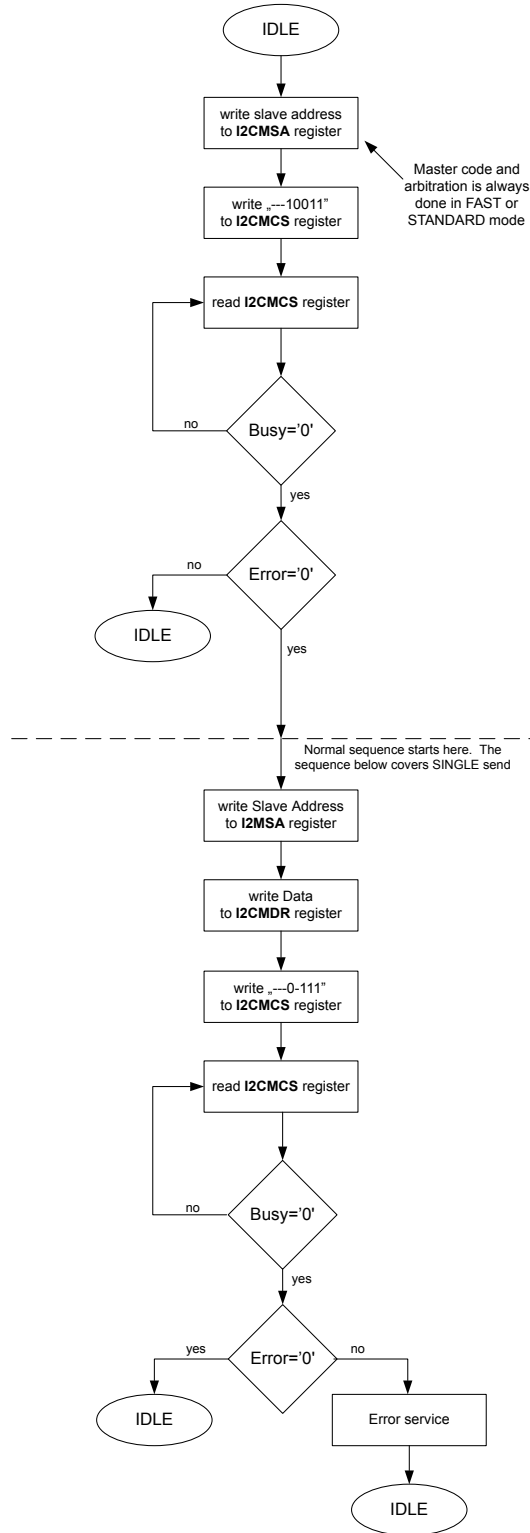 IDLE
write slave address
to I2CMSA register
Master code and
arbitration is always
done in FAST or
STANDARD mode
write „---10011”
to I2CMCS register
read I2CMCS register
Busy='0'
no
yes
Error='0'
no
yes
IDLE
Normal sequence starts here. The
sequence below covers SINGLE send
write Slave Address
to I2MSA register
write Data
to I2CMDR register
write „---0-111”
to I2CMCS register
read I2CMCS register
Busy='0'
no
yes
Error='0'
yes
no
IDLE
Error service
IDLE